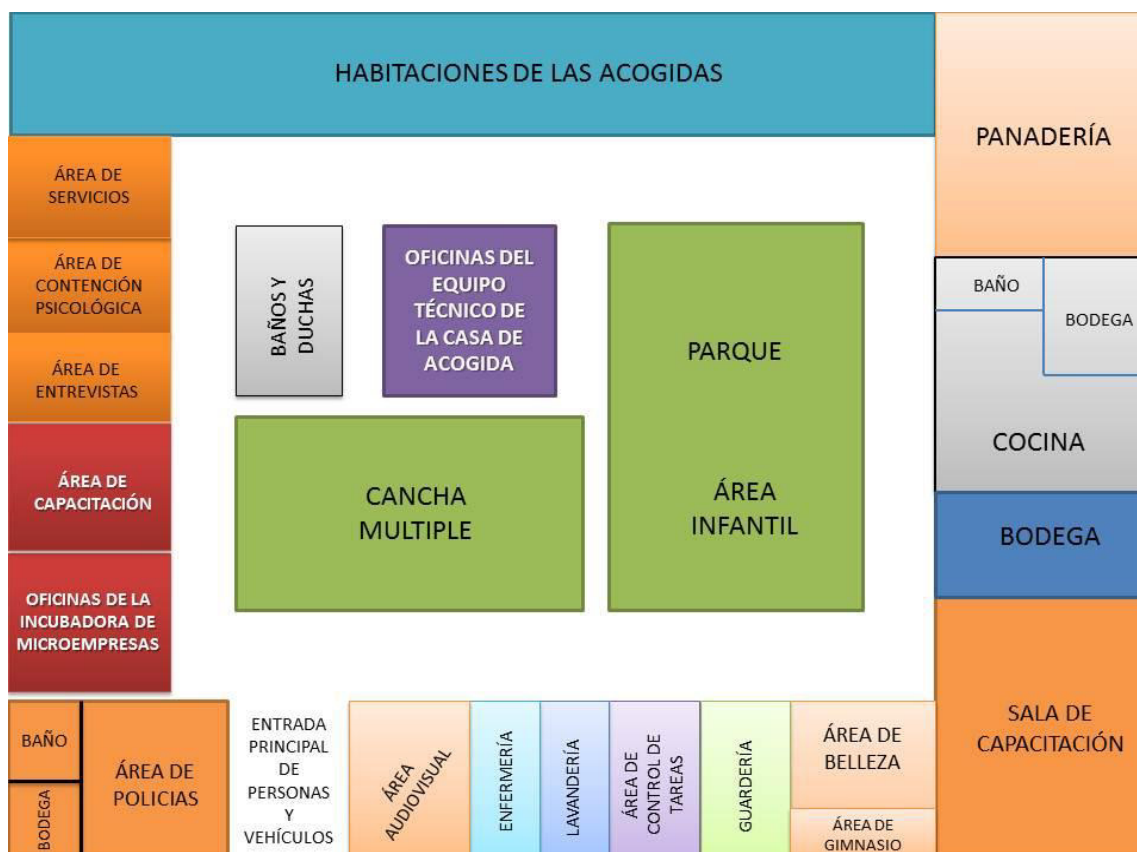 HABITACIONES DE LAS ACOGIDAS
PANADERÍA
ÁREA DE
SERVICIOS
ÁREA DE
CONTENCIÓN
PSICOLÓGICA
ÁREA DE
ENTREVISTAS
ÁREA DE
CAPACITACIÓN
OFICINAS DE LA
INCUBADORA DE
MICROEMPRESAS
BAÑOS Y
DUCHAS
OFICINAS DEL
EQUIPO
TÉCNICO DE
LA CASA DE
ACOGIDA
PARQUE
ÁREA
INFANTIL
CANCHA
MULTIPLE
BAÑO
BODEGA
COCINA
BODEGA
SALA DE
CAPACITACIÓN
BAÑO
BODEGA
ÁREA DE
POLICIAS
ENTRADA
PRINCIPAL
DE
PERSONAS
Y
VEHÍCULOS
ÁREA
AUDIOVISUAL
ENFERMERÍA
LAVANDERÍA
ÁREA DE
CONTROL DE
TAREAS
GUARDERÍA
ÁREA DE
BELLEZA
ÁREA DE
GIMNASIO